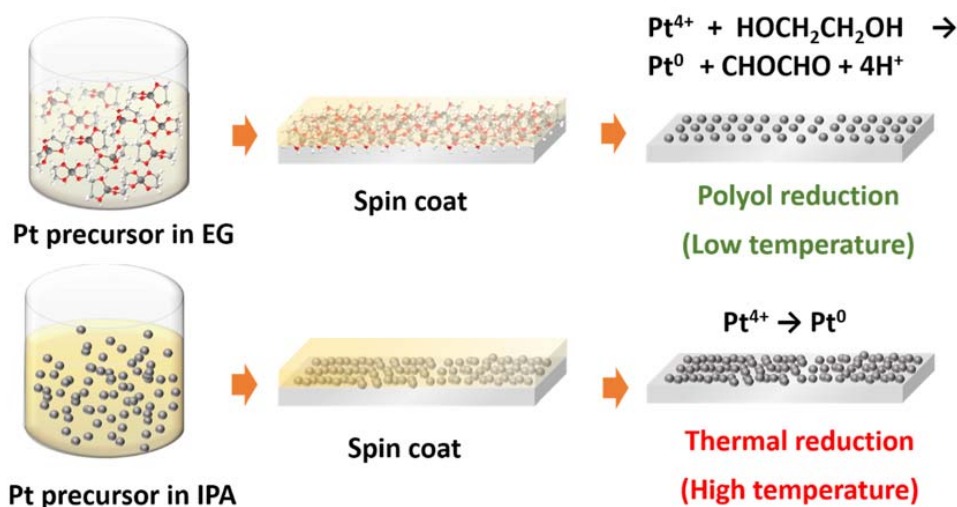 Pt⁴⁺ + HOCH₂CH₂OH →
Pt⁰ + CHOCHO + 4H⁺
Pt precursor in EG
Spin coat
Polyol reduction
(Low temperature)
Pt⁴⁺ → Pt⁰
Pt precursor in IPA
Spin coat
Thermal reduction
(High temperature)